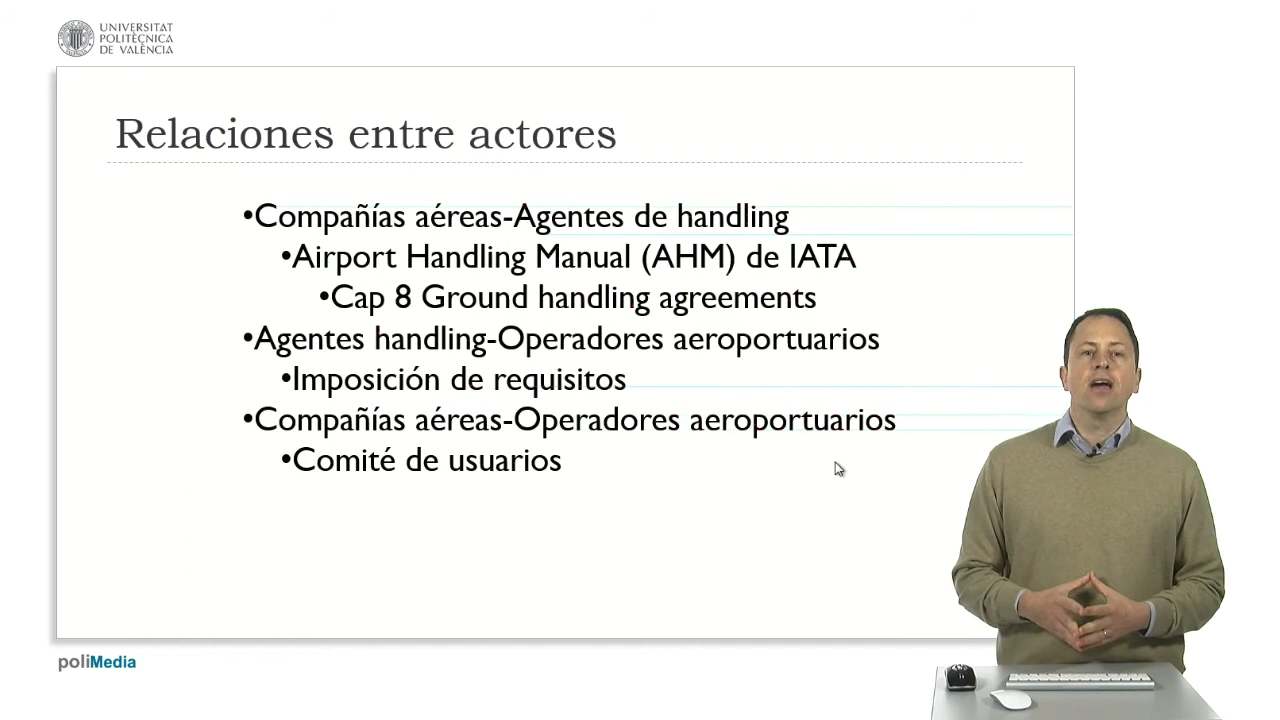 UNIVERSITAT
POLITÈCNICA
DE VALÈNCIA
Relaciones entre actores
•Compañías aéreas-Agentes de handling
•Airport Handling Manual (AHM) de IATA
•Cap 8 Ground handling agreements
•Agentes handling-Operadores aeroportuarios
•Imposición de requisitos
•Compañías aéreas-Operadores aeroportuarios
•Comité de usuarios
poliMedia